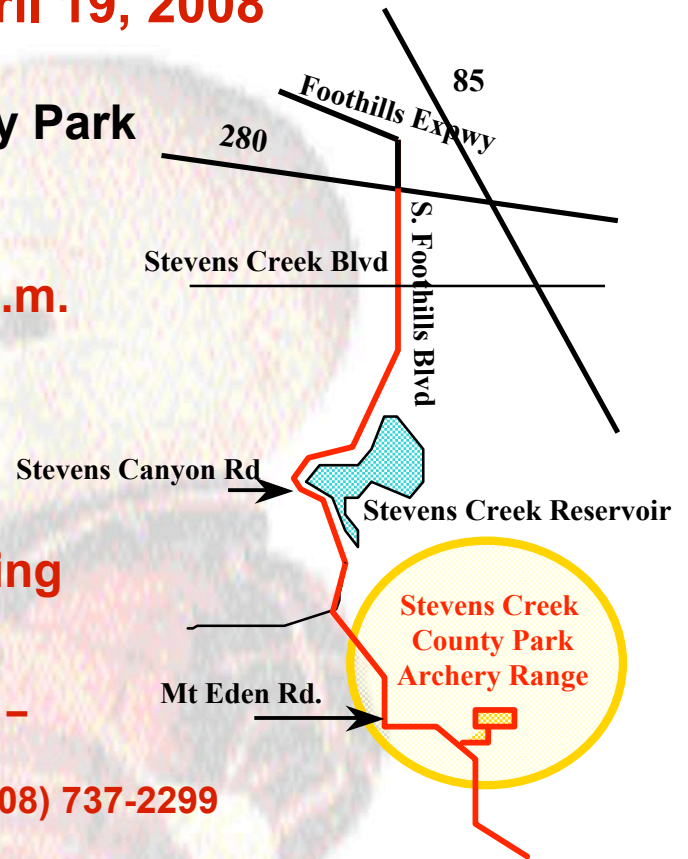 ril 19, 2008
y Park
.m.
ing
–
08) 737-2299
85
Foothills Expwy
280
S. Foothills Blvd
Stevens Creek Blvd
Stevens Canyon Rd
Stevens Creek Reservoir
Stevens Creek
County Park
Archery Range
Mt Eden Rd.